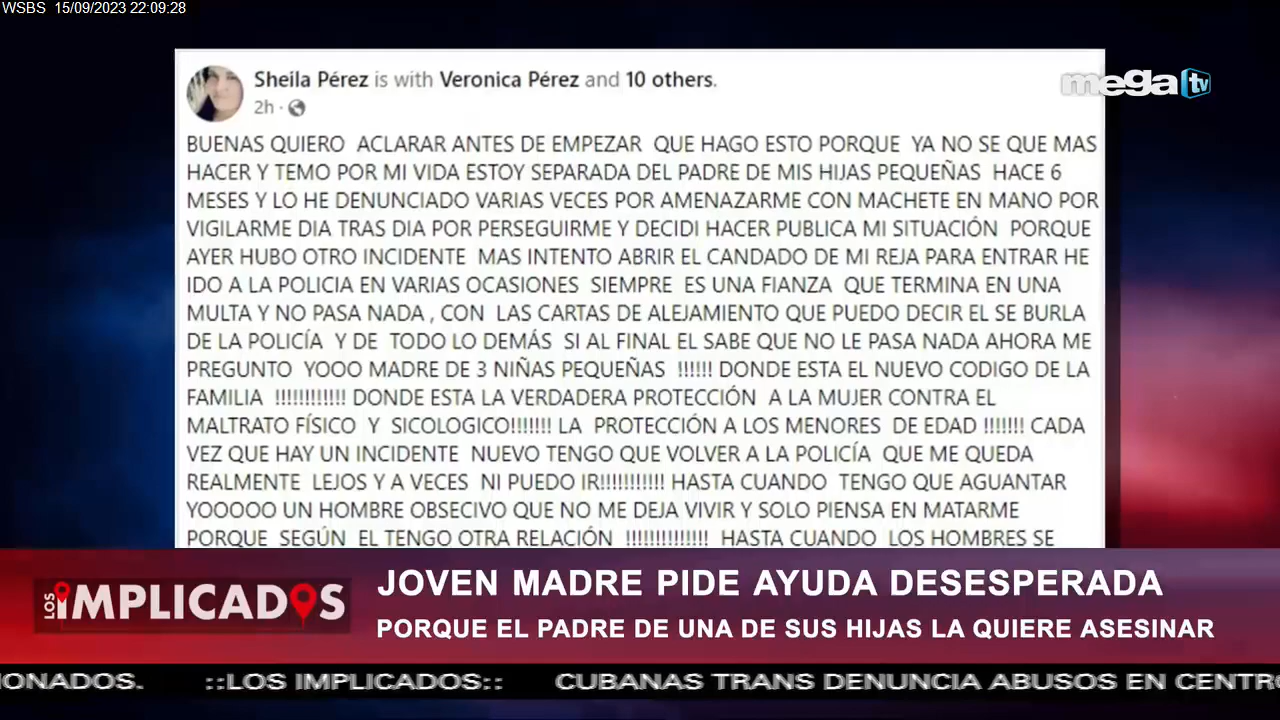 WSBS 15/09/2023 22:09:28
mega tv
Sheila Pérez is with Veronica Pérez and 10 others.
2h ·
BUENAS QUIERO ACLARAR ANTES DE EMPEZAR QUE HAGO ESTO PORQUE YA NO SE QUE MAS
HACER Y TEMO POR MI VIDA ESTOY SEPARADA DEL PADRE DE MIS HIJAS PEQUEÑAS HACE 6
MESES Y LO HE DENUNCIADO VARIAS VECES POR AMENAZARME CON MACHETE EN MANO POR
VIGILARME DIA TRAS DIA POR PERSEGUIRME Y DECIDI HACER PUBLICA MI SITUACIÓN PORQUE
AYER HUBO OTRO INCIDENTE MAS INTENTO ABRIR EL CANDADO DE MI REJA PARA ENTRAR HE
IDO A LA POLICIA EN VARIAS OCASIONES SIEMPRE ES UNA FIANZA QUE TERMINA EN UNA
MULTA Y NO PASA NADA , CON LAS CARTAS DE ALEJAMIENTO QUE PUEDO DECIR EL SE BURLA
DE LA POLICÍA Y DE TODO LO DEMÁS SI AL FINAL EL SABE QUE NO LE PASA NADA AHORA ME
PREGUNTO YOOO MADRE DE 3 NIÑAS PEQUEÑAS !!!!!! DONDE ESTA EL NUEVO CODIGO DE LA
FAMILIA !!!!!!!!!!!! DONDE ESTA LA VERDADERA PROTECCIÓN A LA MUJER CONTRA EL
MALTRATO FÍSICO Y SICOLOGICO!!!!!!! LA PROTECCIÓN A LOS MENORES DE EDAD !!!!!!! CADA
VEZ QUE HAY UN INCIDENTE NUEVO TENGO QUE VOLVER A LA POLICÍA QUE ME QUEDA
REALMENTE LEJOS Y A VECES NI PUEDO IR!!!!!!!!!!! HASTA CUANDO TENGO QUE AGUANTAR
YOOOOO UN HOMBRE OBSECIVO QUE NO ME DEJA VIVIR Y SOLO PIENSA EN MATARME
PORQUE SEGÚN EL TENGO OTRA RELACIÓN !!!!!!!!!!!!!! HASTA CUANDO LOS HOMBRES SE
LOS IMPLICADOS
JOVEN MADRE PIDE AYUDA DESESPERADA
PORQUE EL PADRE DE UNA DE SUS HIJAS LA QUIERE ASESINAR
IONADOS. ::LOS IMPLICADOS:: CUBANAS TRANS DENUNCIA ABUSOS EN CENTR